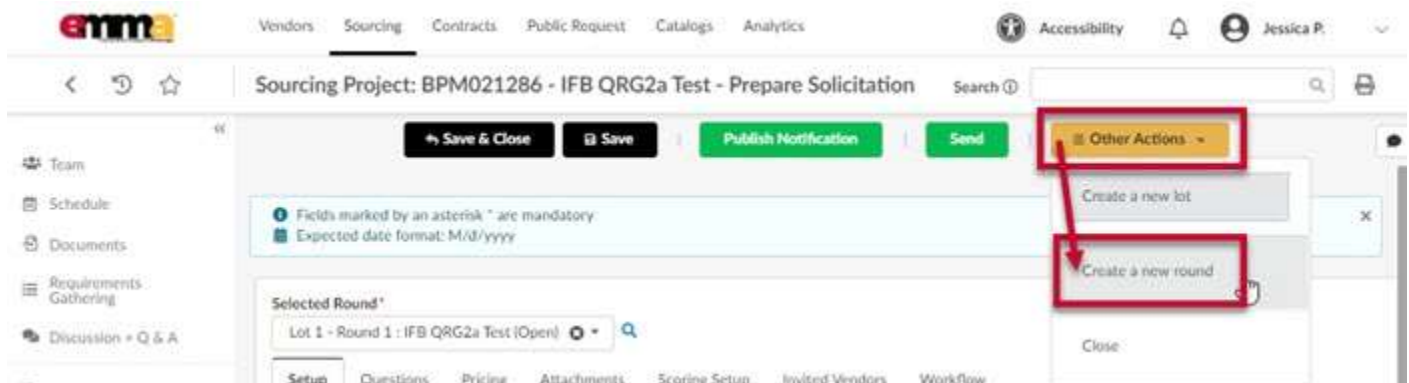 emma
Vendors Sourcing Contracts Public Request Catalogs Analytics Accessibility Jessica P.
Sourcing Project: BPM021286 - IFB QRG2a Test - Prepare Solicitation Search
Save & Close Save Publish Notification Send Other Actions
Team
Schedule
Documents
Requirements
Gathering
Discussion + Q & A
Create a new lot
Create a new round
Close
Fields marked by an asterisk * are mandatory
Expected date format: M/d/yyyy
Selected Round*
Lot 1 - Round 1 : IFB QRG2a Test (Open)
Setup Questions Pricing Attachments Scoring Setup Invited Vendors Workflow